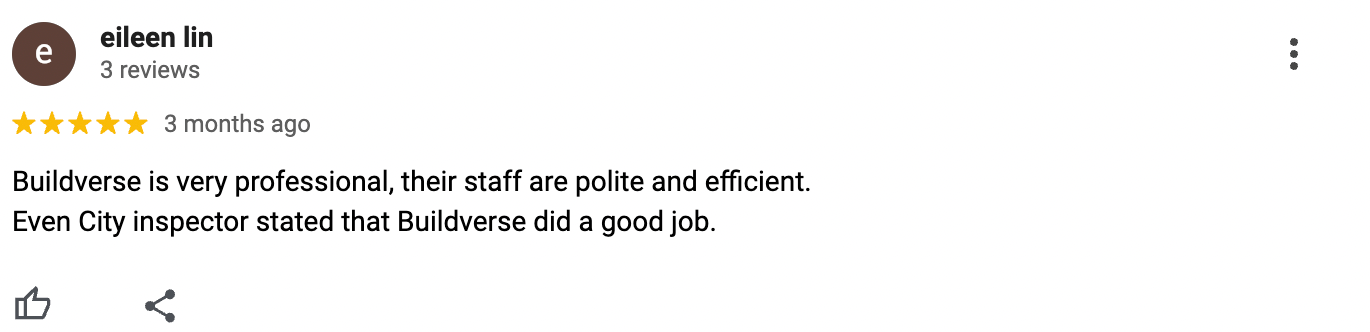 e
eileen lin
3 reviews
3 months ago
Buildverse is very professional, their staff are polite and efficient.
Even City inspector stated that Buildverse did a good job.